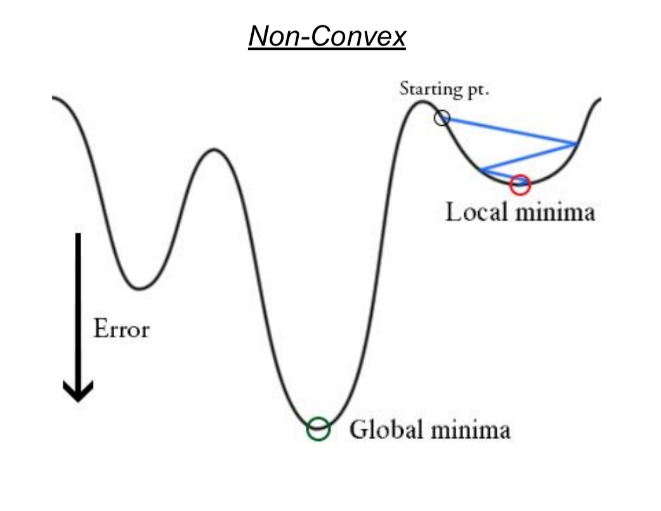 Non-Convex
Starting pt.
Local minima
Error
Global minima